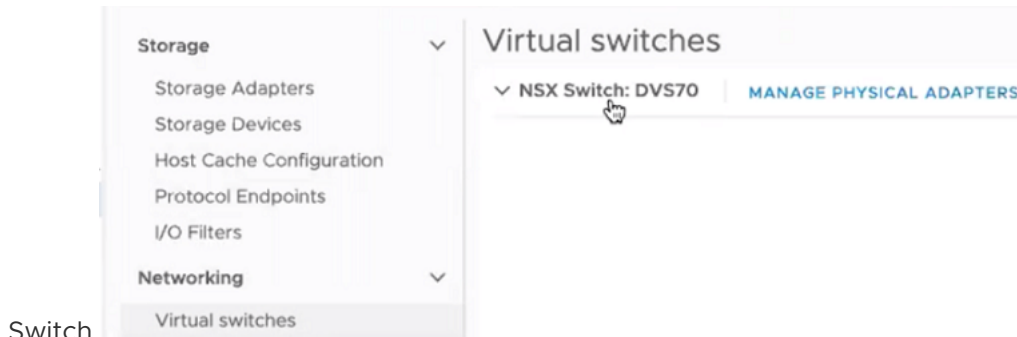 Storage
Storage Adapters
Storage Devices
Host Cache Configuration
Protocol Endpoints
I/O Filters
Networking
Virtual switches
Virtual switches
NSX Switch: DVS70 MANAGE PHYSICAL ADAPTERS
Switch